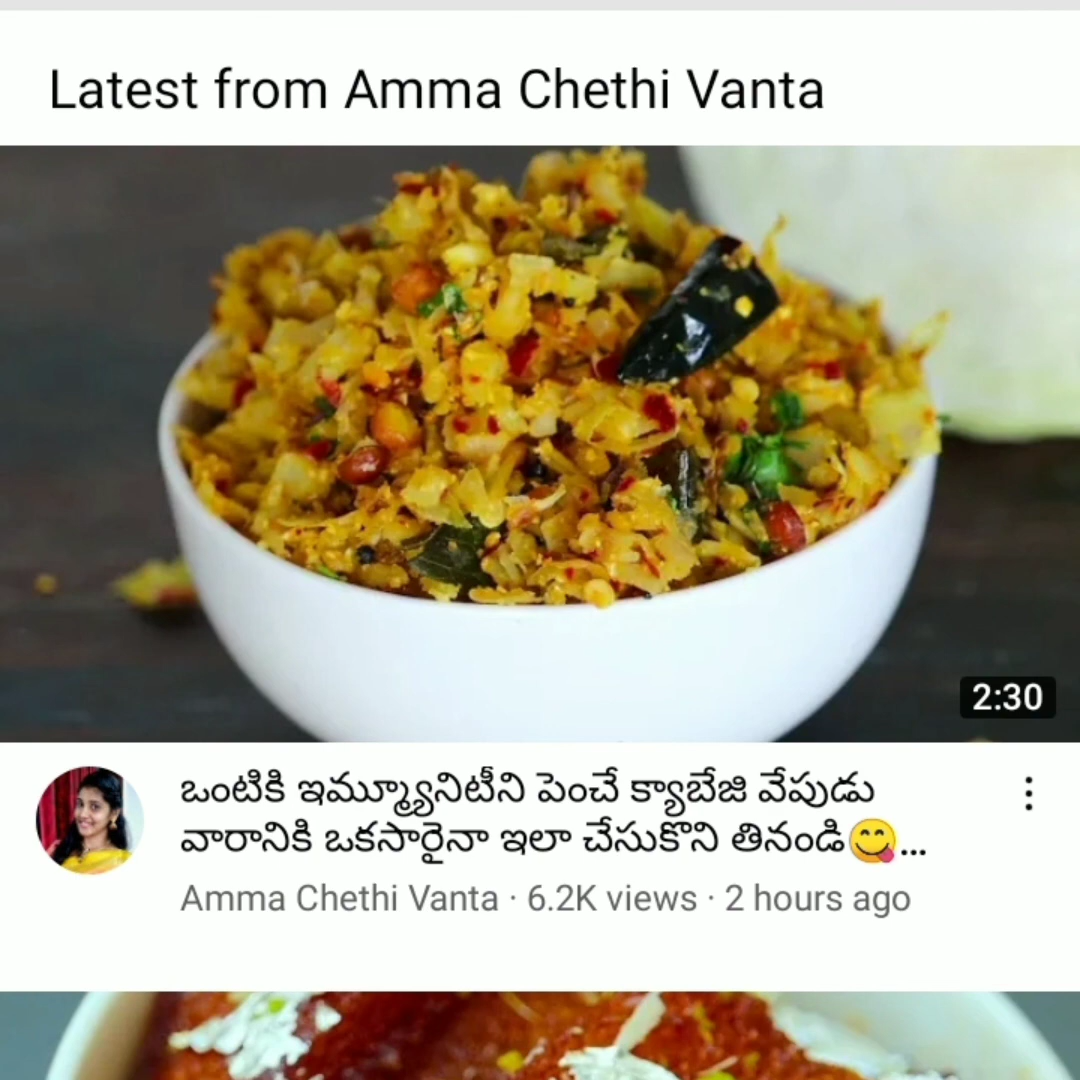 Latest from Amma Chethi Vanta
2:30
ఒంటికి ఇమ్మ్యూనిటీని పెంచే క్యాబేజి వేపుడు
వారానికి ఒకసారైనా ఇలా చేసుకొని తినండి😋...
Amma Chethi Vanta · 6.2K views · 2 hours ago